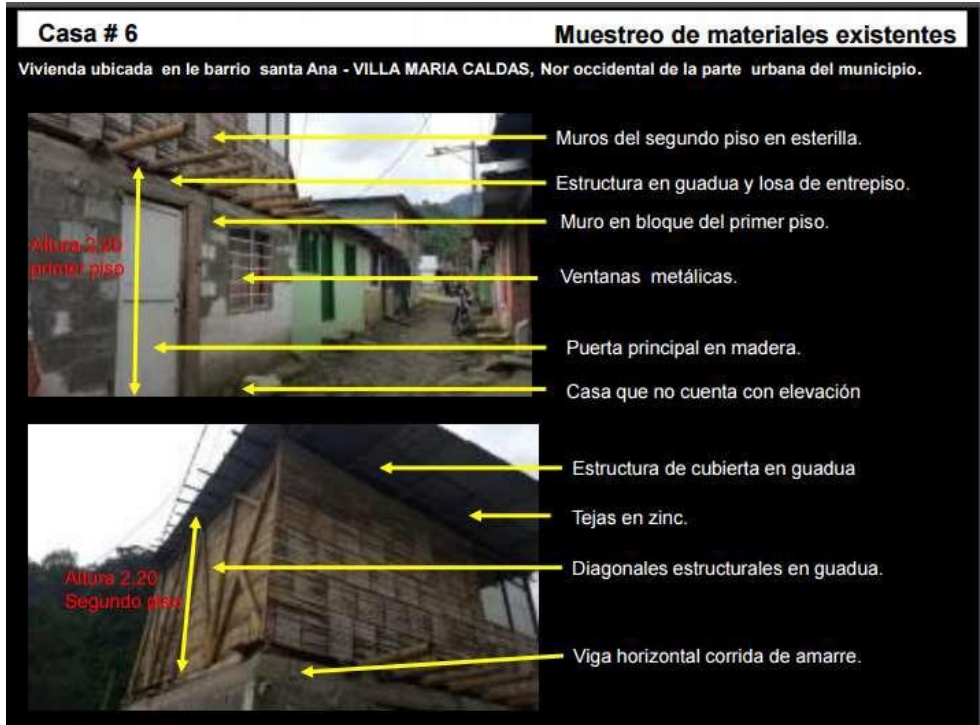 Casa # 6
Muestreo de materiales existentes
Vivienda ubicada en le barrio santa Ana - VILLA MARIA CALDAS, Nor occidental de la parte urbana del municipio.
Muros del segundo piso en esterilla.
Estructura en guadua y losa de entrepiso.
Muro en bloque del primer piso.
Altura 2,20
primer piso
Ventanas metálicas.
Puerta principal en madera.
Casa que no cuenta con elevación
Estructura de cubierta en guadua
Tejas en zinc.
Diagonales estructurales en guadua.
Altura 2,20
Segundo piso
Viga horizontal corrida de amarre.